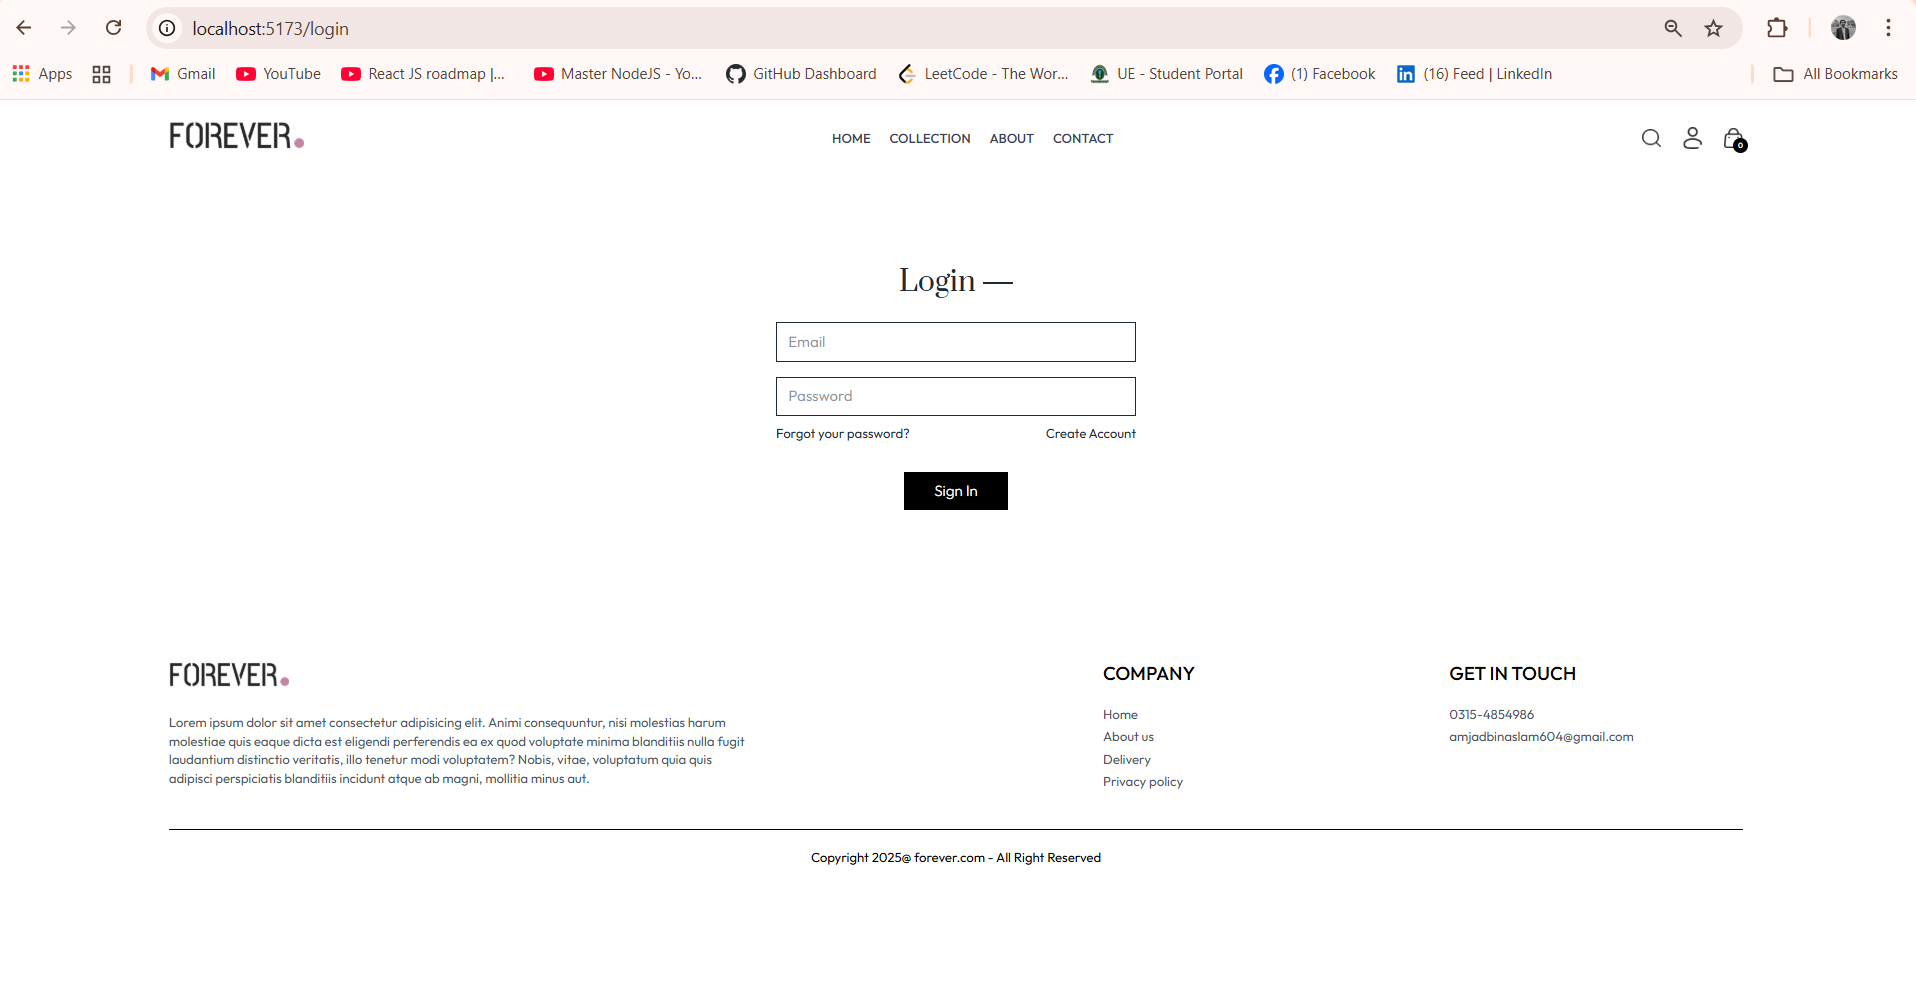 localhost:5173/login
Apps Gmail YouTube React JS roadmap |... Master NodeJS - Yo... GitHub Dashboard LeetCode - The Wor... UE - Student Portal (1) Facebook in (16) Feed | LinkedIn All Bookmarks
FOREVER. HOME COLLECTION ABOUT CONTACT 0
Login —
Email
Password
Forgot your password? Create Account
Sign In
FOREVER.
Lorem ipsum dolor sit amet consectetur adipisicing elit. Animi consequuntur, nisi molestias harum
molestiae quis eaque dicta est eligendi perferendis ea ex quod voluptate minima blanditiis nulla fugit
laudantium distinctio veritatis, illo tenetur modi voluptatem? Nobis, vitae, voluptatum quia quis
adipisci perspiciatis blanditiis incidunt atque ab magni, mollitia minus aut.
COMPANY
Home
About us
Delivery
Privacy policy
GET IN TOUCH
0315-4854986
amjadbinaslam604@gmail.com
Copyright 2025@ forever.com - All Right Reserved